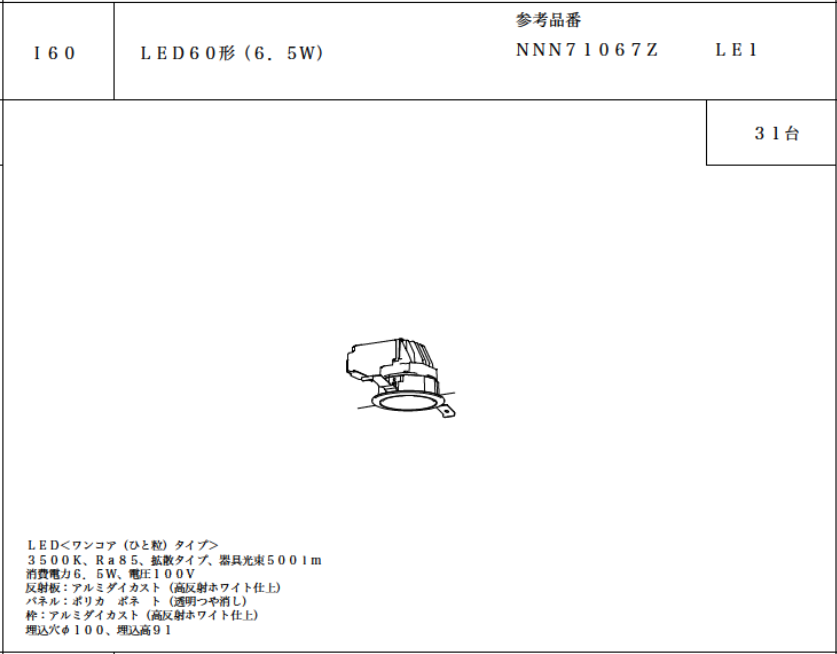 参考品番
I60
LED60形(6.5W)
NNN71067Z LE1
31台
LED<ワンコア(ひと粒)タイプ>
3500K、Ra85、拡散タイプ、器具光束500lm
消費電力6.5W、電圧100V
反射板:アルミダイカスト(高反射ホワイト仕上)
パネル:ポリカ ボネ ト(透明つや消し)
枠:アルミダイカスト(高反射ホワイト仕上)
埋込穴φ100、埋込高91